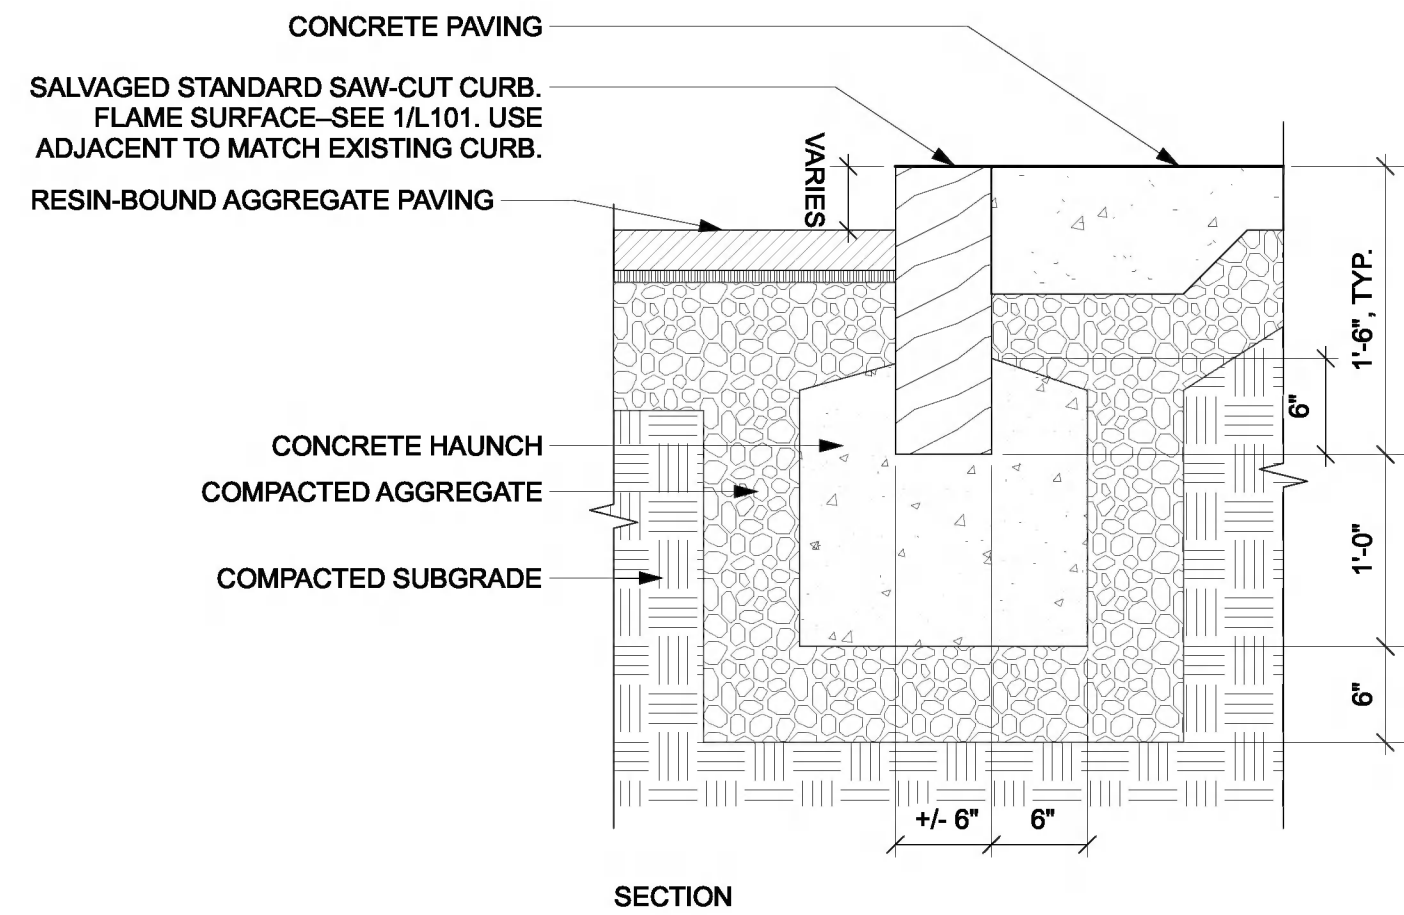 CONCRETE PAVING
SALVAGED STANDARD SAW-CUT CURB.
FLAME SURFACE–SEE 1/L101. USE
ADJACENT TO MATCH EXISTING CURB.
RESIN-BOUND AGGREGATE PAVING
VARIES
1'-6", TYP.
6"
CONCRETE HAUNCH
COMPACTED AGGREGATE
1'-0"
COMPACTED SUBGRADE
6"
+/- 6"
6"
SECTION